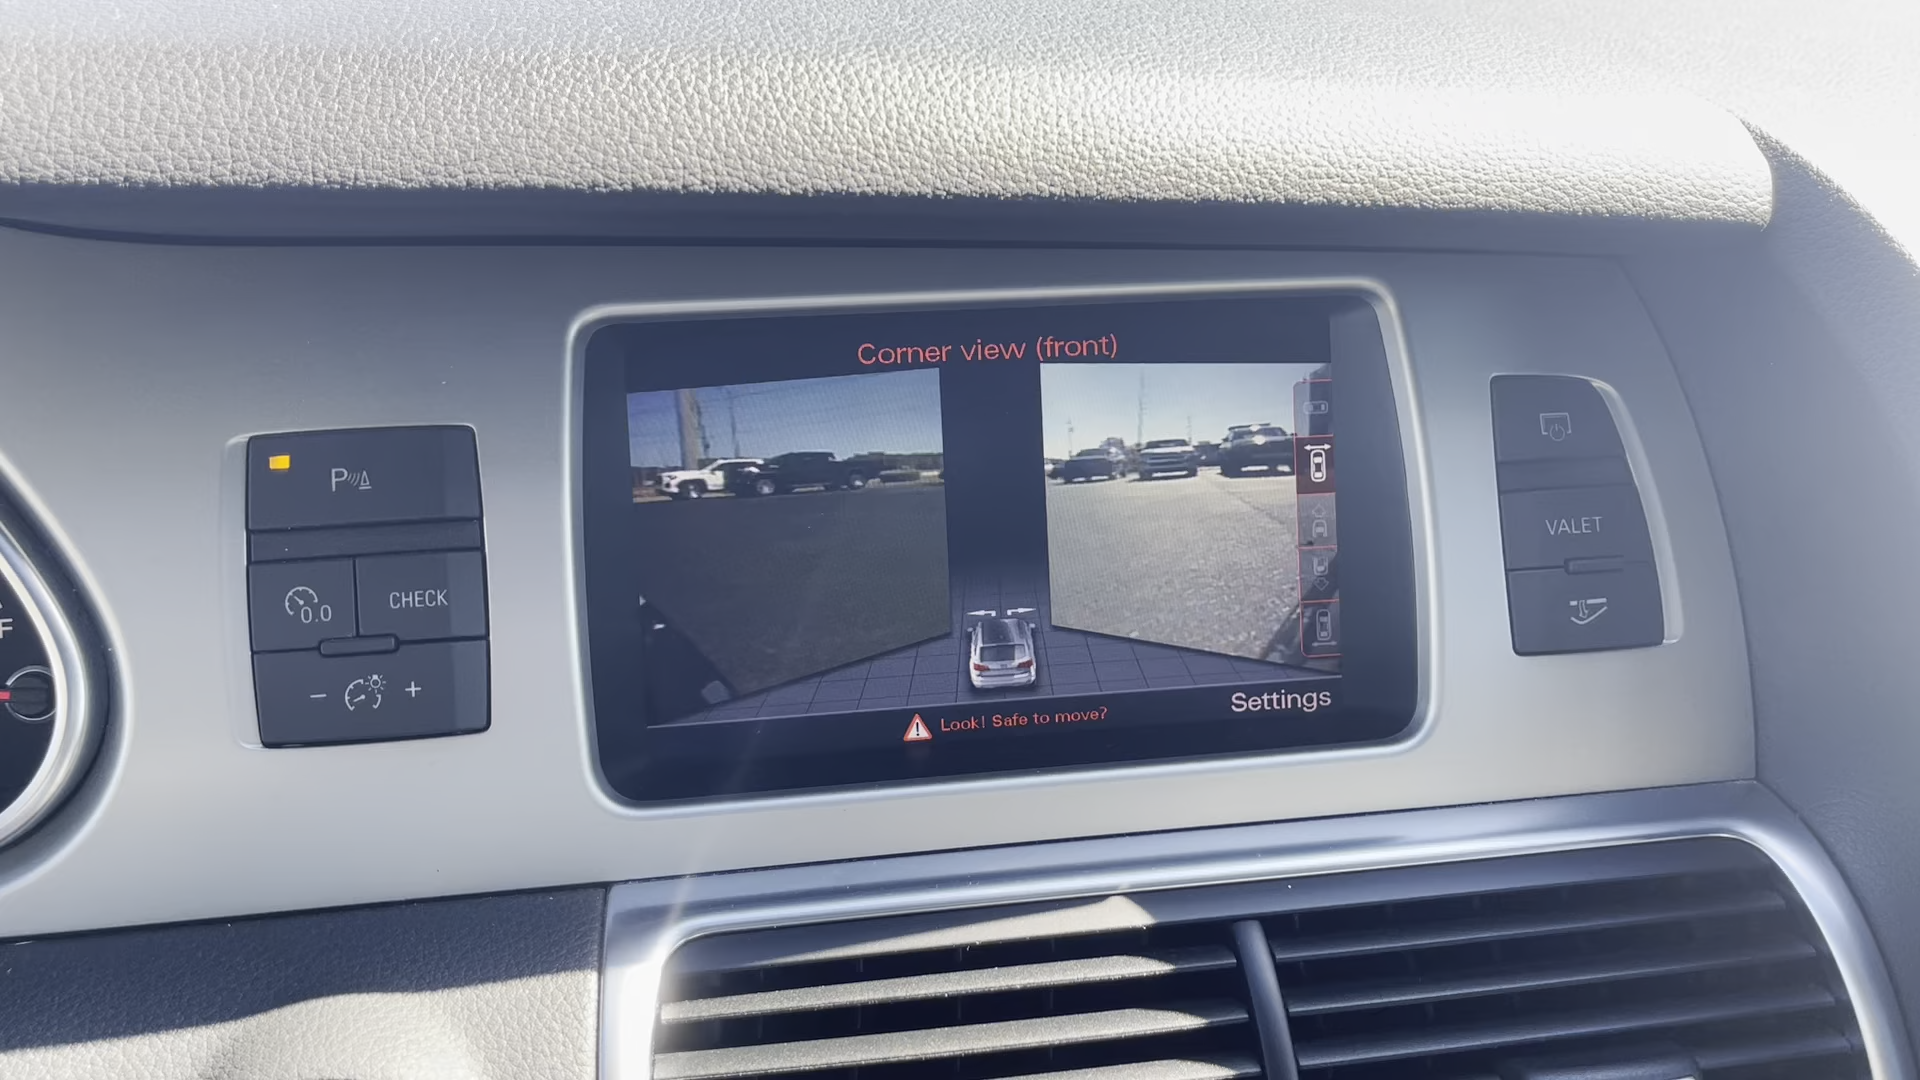 Corner view (front)
P
0.0
CHECK
- +
F
VALET
Settings
Look! Safe to move?